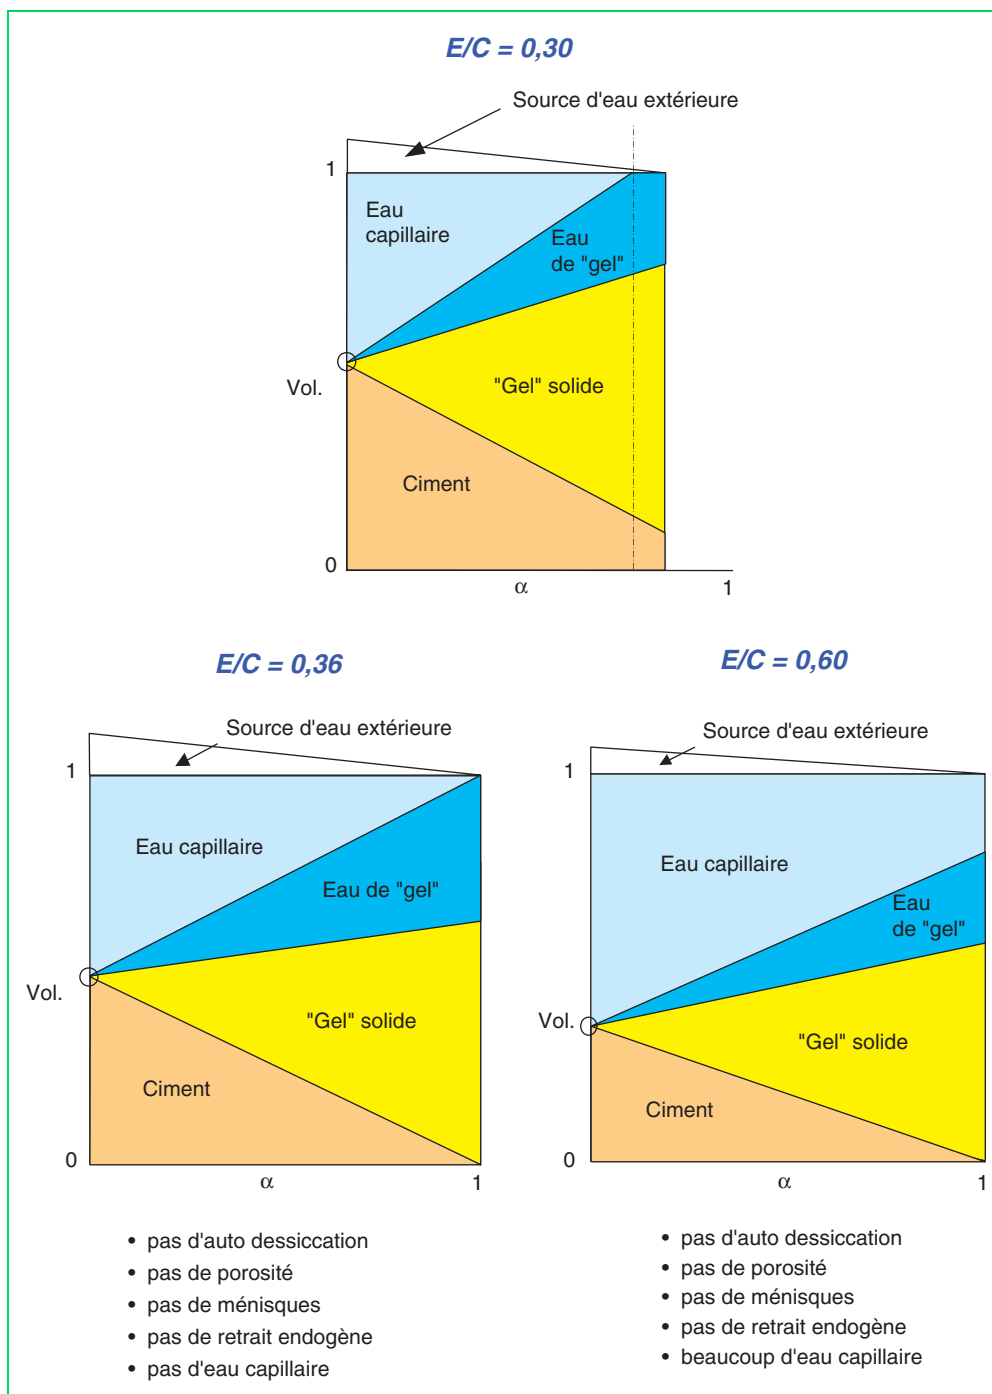 E/C = 0,30
Source d'eau extérieure
1
Eau
capillaire
Eau
de "gel"
Vol.
"Gel" solide
Ciment
0
α
1
E/C = 0,36
Source d'eau extérieure
1
Eau capillaire
Eau de "gel"
Vol.
"Gel" solide
Ciment
0
α
1
• pas d'auto dessiccation
• pas de porosité
• pas de ménisques
• pas de retrait endogène
• pas d'eau capillaire
E/C = 0,60
Source d'eau extérieure
1
Eau capillaire
Eau
de "gel"
Vol.
"Gel" solide
Ciment
0
α
1
• pas d'auto dessiccation
• pas de porosité
• pas de ménisques
• pas de retrait endogène
• beaucoup d'eau capillaire